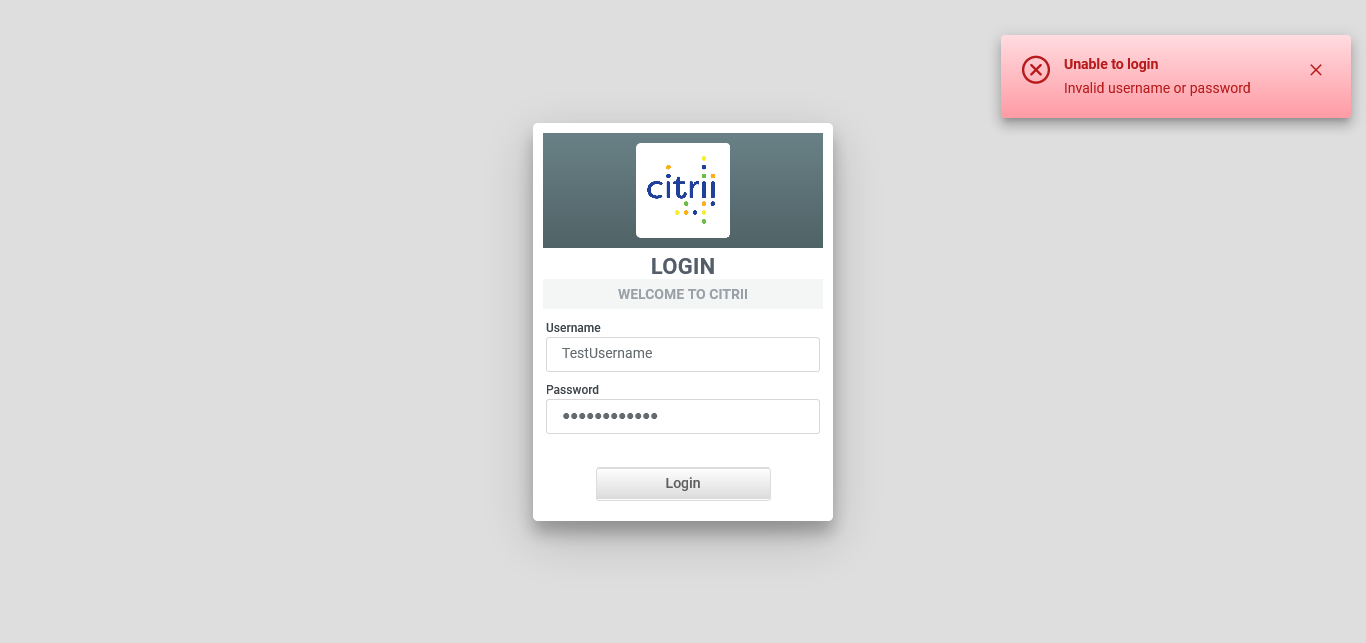 Unable to login
Invalid username or password
citrii
LOGIN
WELCOME TO CITRII
Username
TestUsername
Password
●●●●●●●●●●●●
Login